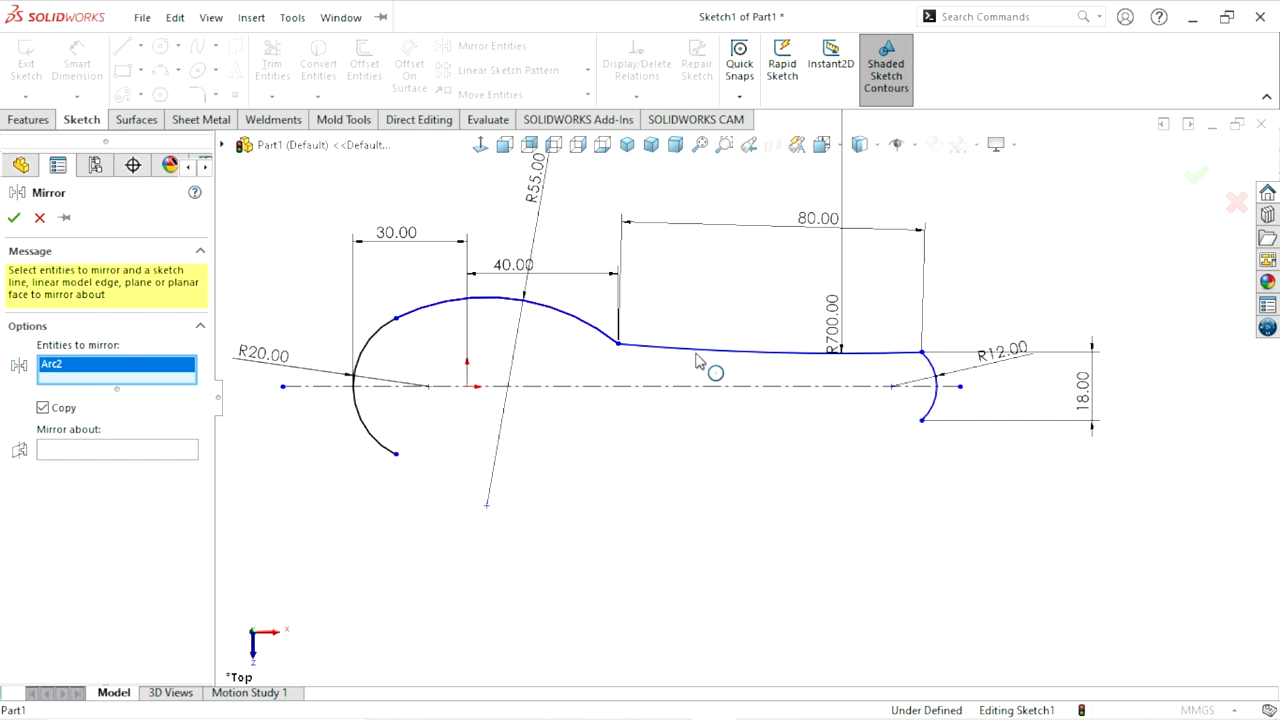 SOLIDWORKS File Edit View Insert Tools Window Sketch1 of Part1 * Search Commands
Exit Sketch
Smart Dimension
Trim Entities
Convert Entities
Offset Entities
Offset On Surface
Mirror Entities
Linear Sketch Pattern
Move Entities
Display/Delete Relations
Repair Sketch
Quick Snaps
Rapid Sketch
Instant2D
Shaded Sketch Contours
Features Sketch Surfaces Sheet Metal Weldments Mold Tools Direct Editing Evaluate SOLIDWORKS Add-Ins SOLIDWORKS CAM
Part1 (Default) <<Default...
Mirror
Message
Select entities to mirror and a sketch
line, linear model edge, plane or planar
face to mirror about
Options
Entities to mirror:
Arc2
Copy
Mirror about:
R55.00
80.00
30.00
40.00
R700.00
R20.00
R12.00
18.00
x
z
*Top
Model 3D Views Motion Study 1
Part1 Under Defined Editing Sketch1 MMGS